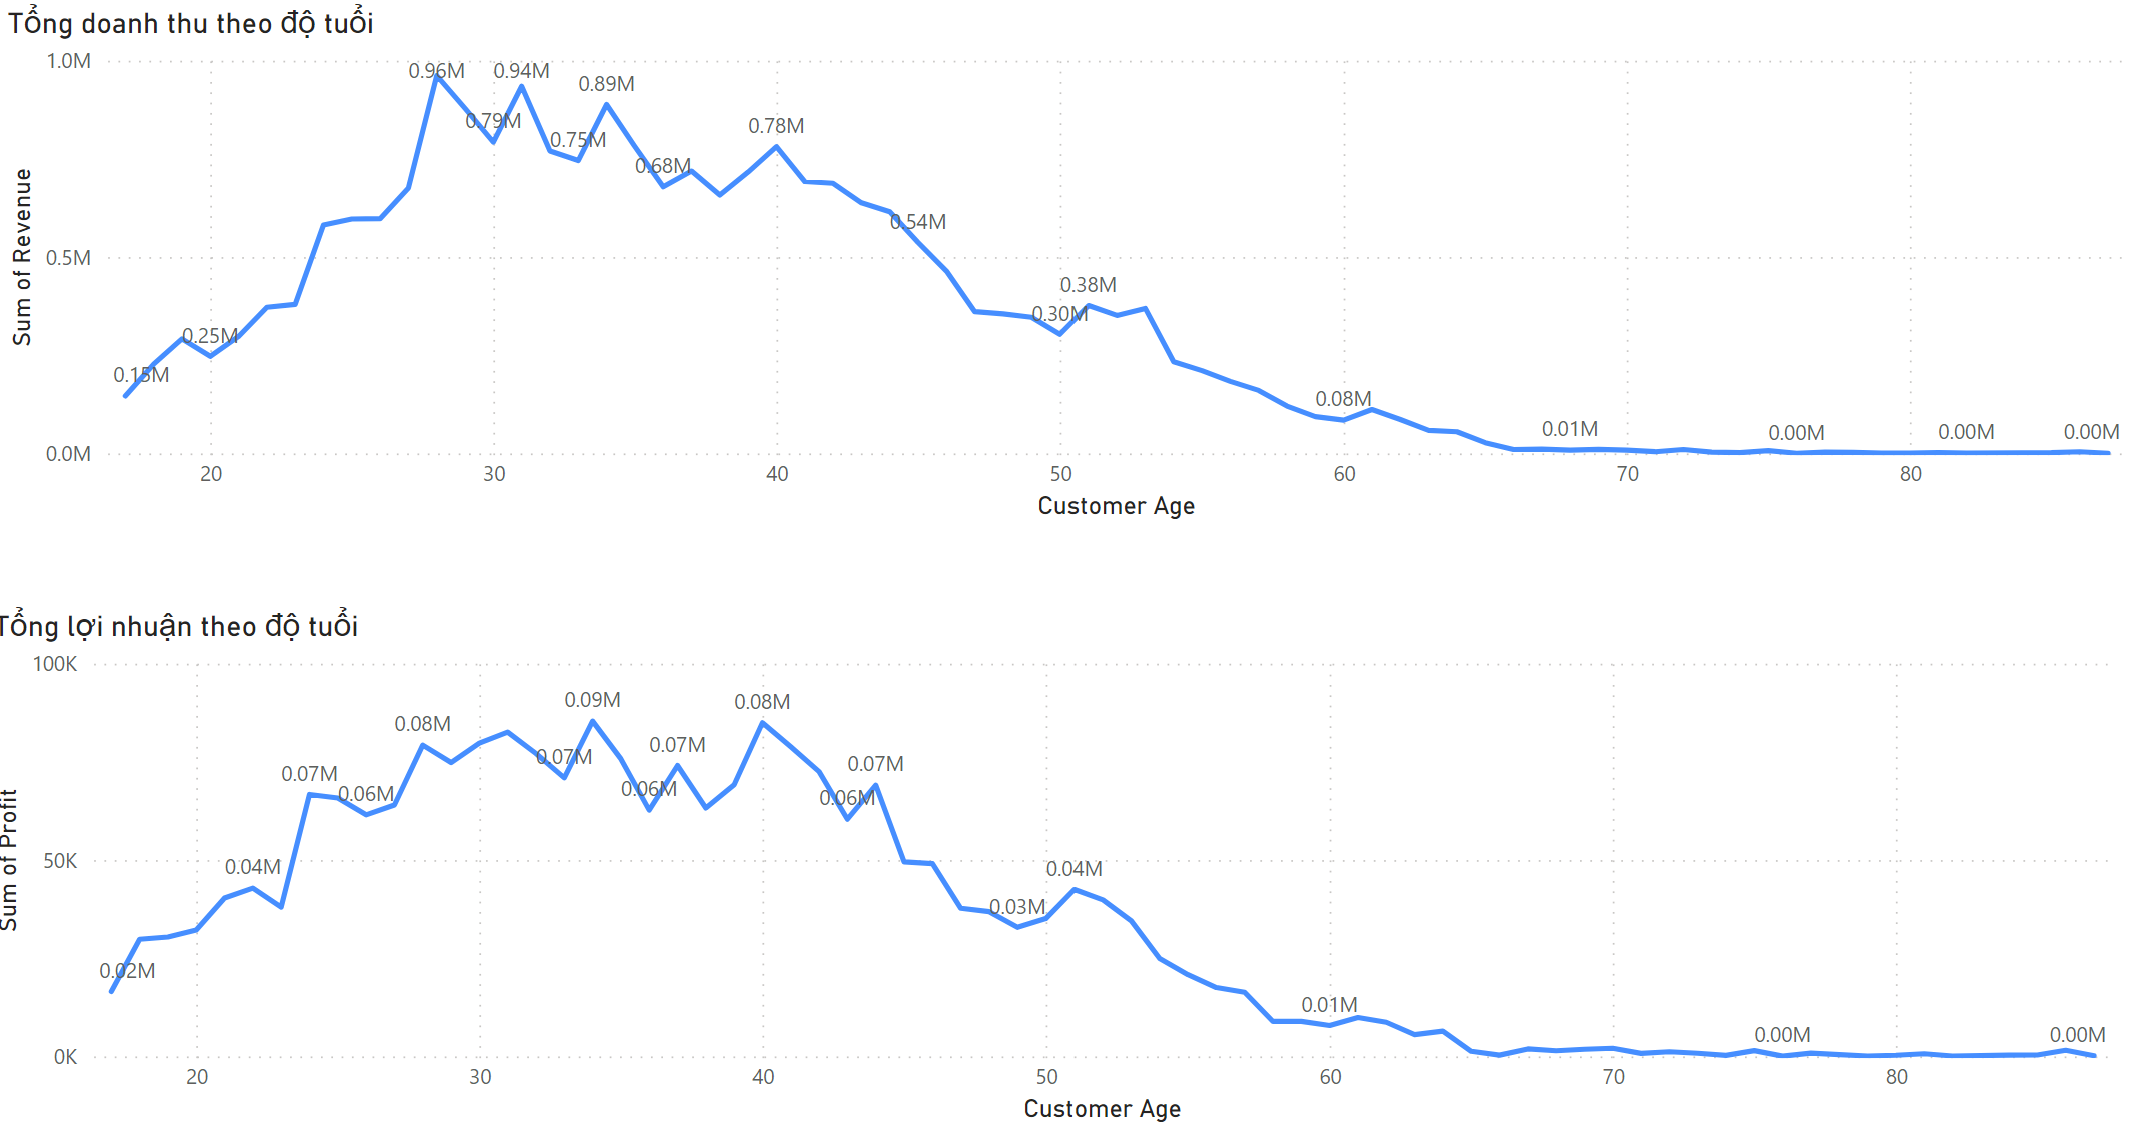 Tổng doanh thu theo độ tuổi
1.0M
0.96M
0.94M
0.89M
0.79M
0.75M
0.78M
0.68M
0.54M
0.5M
0.38M
0.30M
0.25M
0.15M
0.08M
0.01M
0.00M
0.00M
0.00M
0.0M
Sum of Revenue
20 30 40 50 60 70 80
Customer Age
Tổng lợi nhuận theo độ tuổi
100K
0.09M
0.08M
0.08M
0.07M
0.07M
0.07M
0.07M
0.06M
0.06M
0.06M
50K
0.04M
0.04M
0.03M
0.02M
0.01M
0.00M
0.00M
0K
Sum of Profit
20 30 40 50 60 70 80
Customer Age